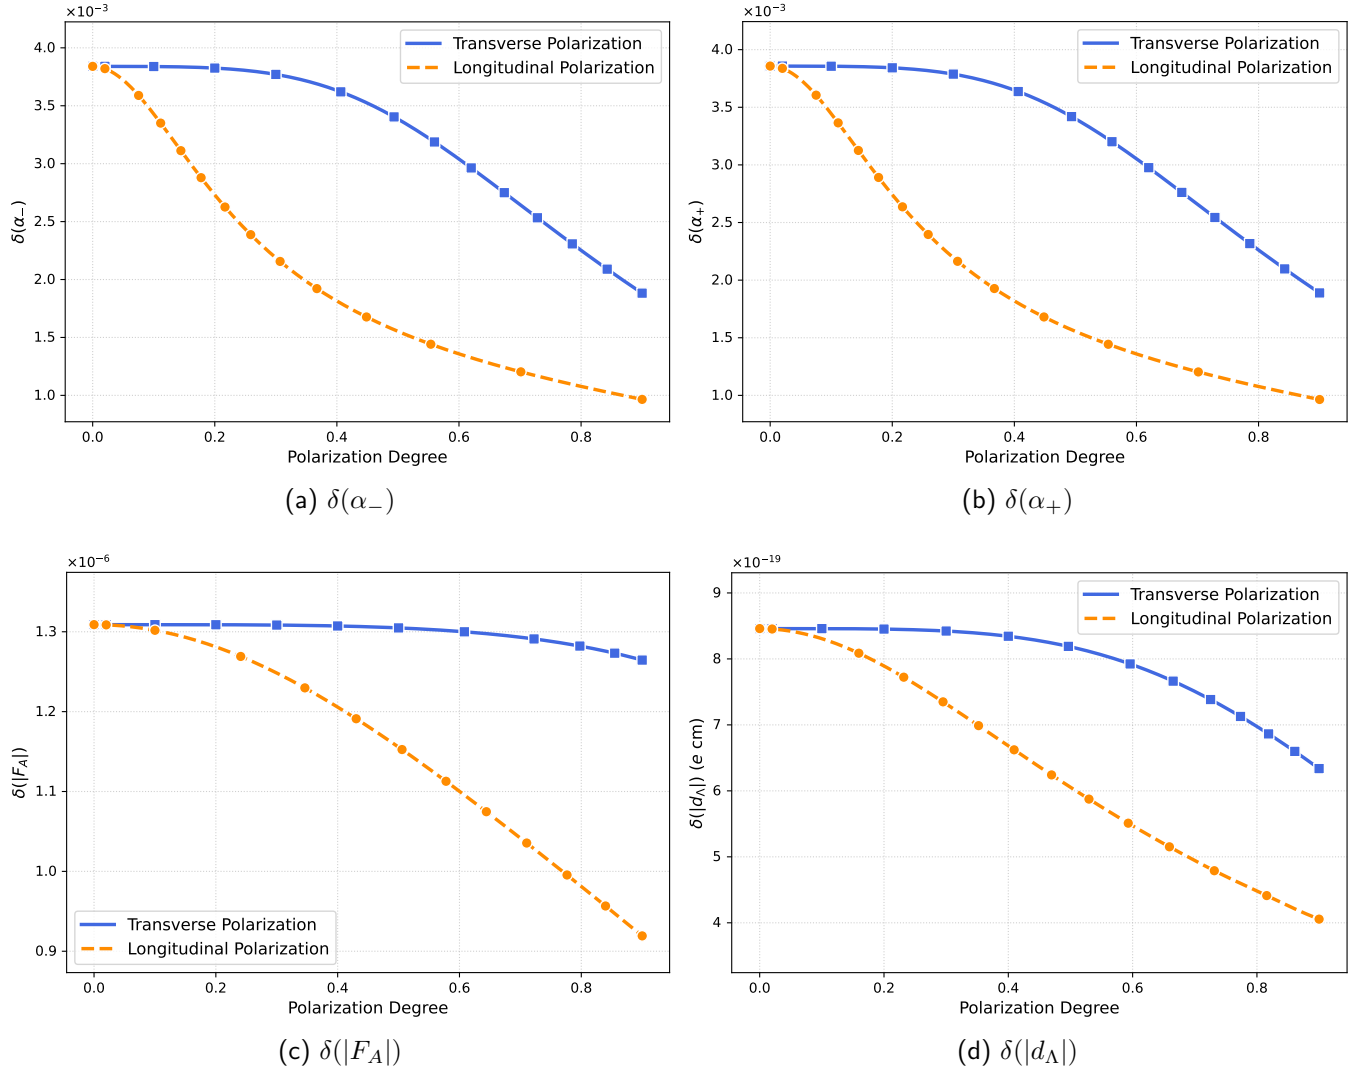 ×10⁻³
4.0
3.5
3.0
2.5
2.0
1.5
1.0
δ(α₋)
0.0 0.2 0.4 0.6 0.8
Polarization Degree
Transverse Polarization
Longitudinal Polarization
(a) δ(α₋)
×10⁻³
4.0
3.5
3.0
2.5
2.0
1.5
1.0
δ(α₊)
0.0 0.2 0.4 0.6 0.8
Polarization Degree
Transverse Polarization
Longitudinal Polarization
(b) δ(α₊)
×10⁻⁶
1.3
1.2
1.1
1.0
0.9
δ(|F_A|)
0.0 0.2 0.4 0.6 0.8
Polarization Degree
Transverse Polarization
Longitudinal Polarization
(c) δ(|F_A|)
×10⁻¹⁹
9
8
7
6
5
4
δ(|d_Λ|) (e cm)
0.0 0.2 0.4 0.6 0.8
Polarization Degree
Transverse Polarization
Longitudinal Polarization
(d) δ(|d_Λ|)